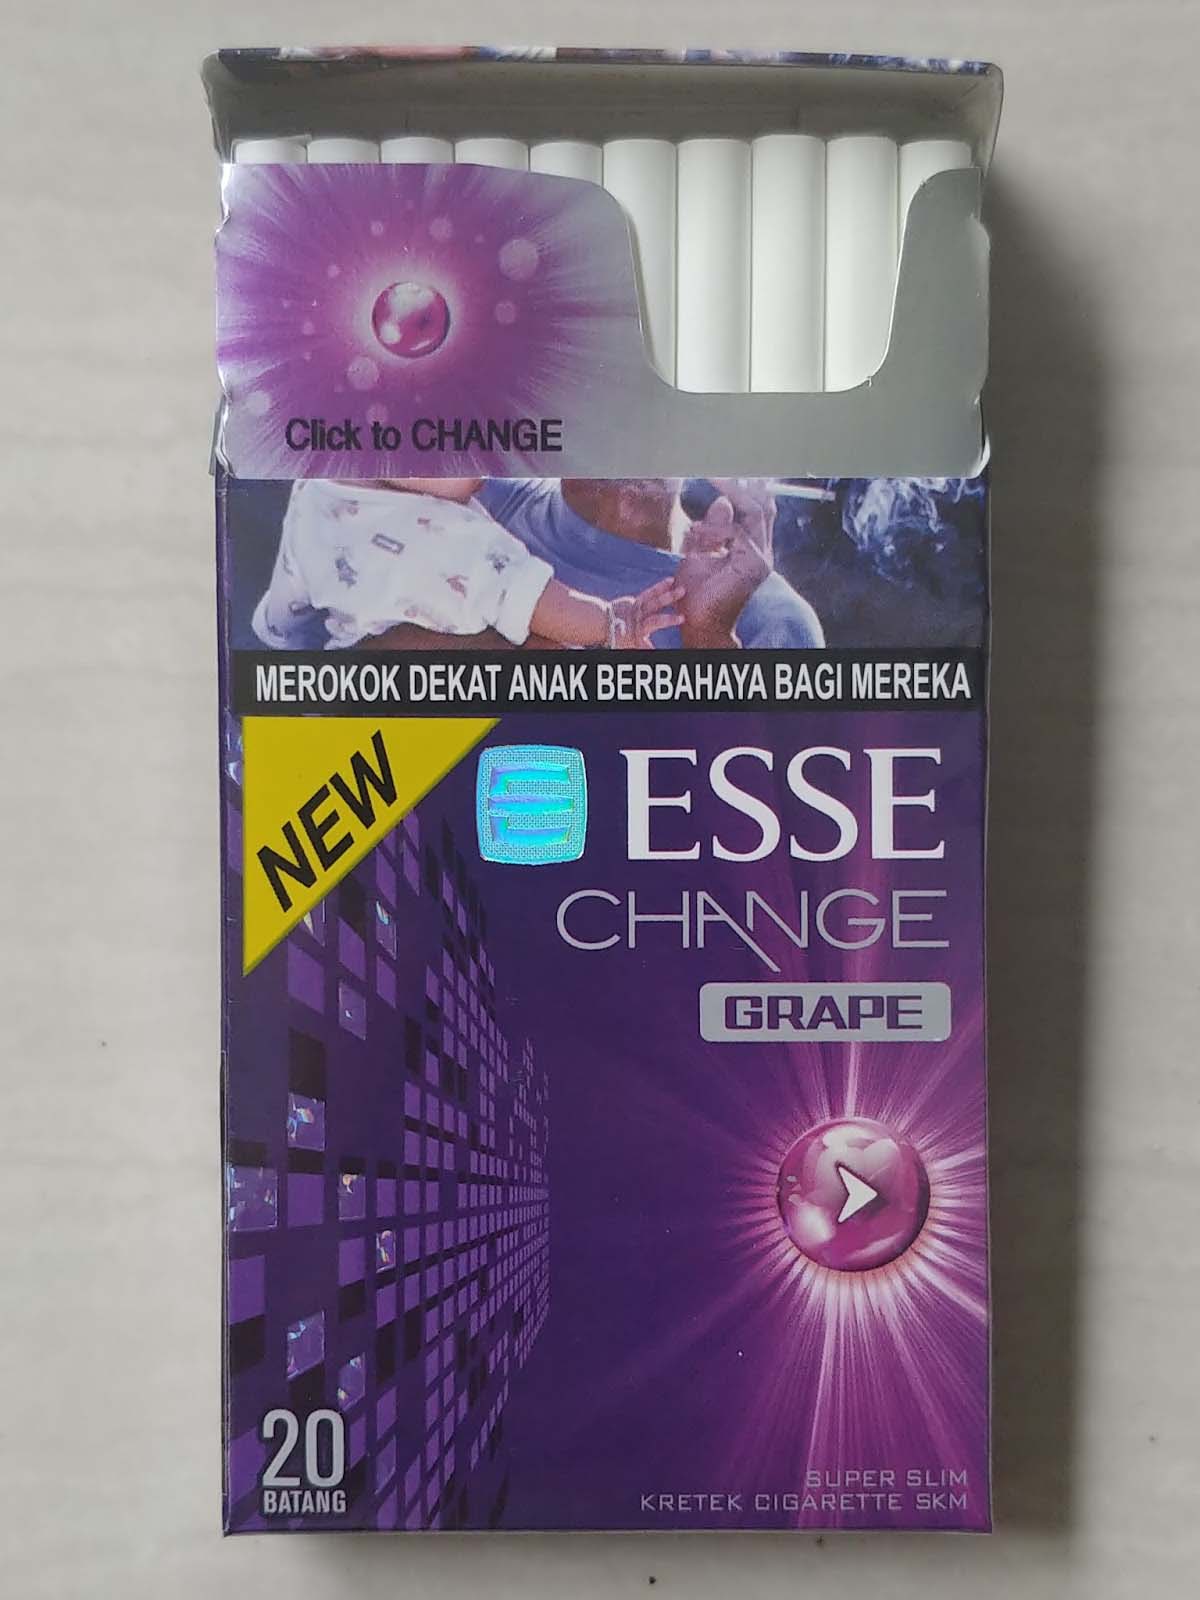 Click to CHANGE
MEROKOK DEKAT ANAK BERBAHAYA BAGI MEREKA
NEW
ESSE
CHANGE
GRAPE
20
BATANG
SUPER SLIM
KRETEK CIGARETTE SKM